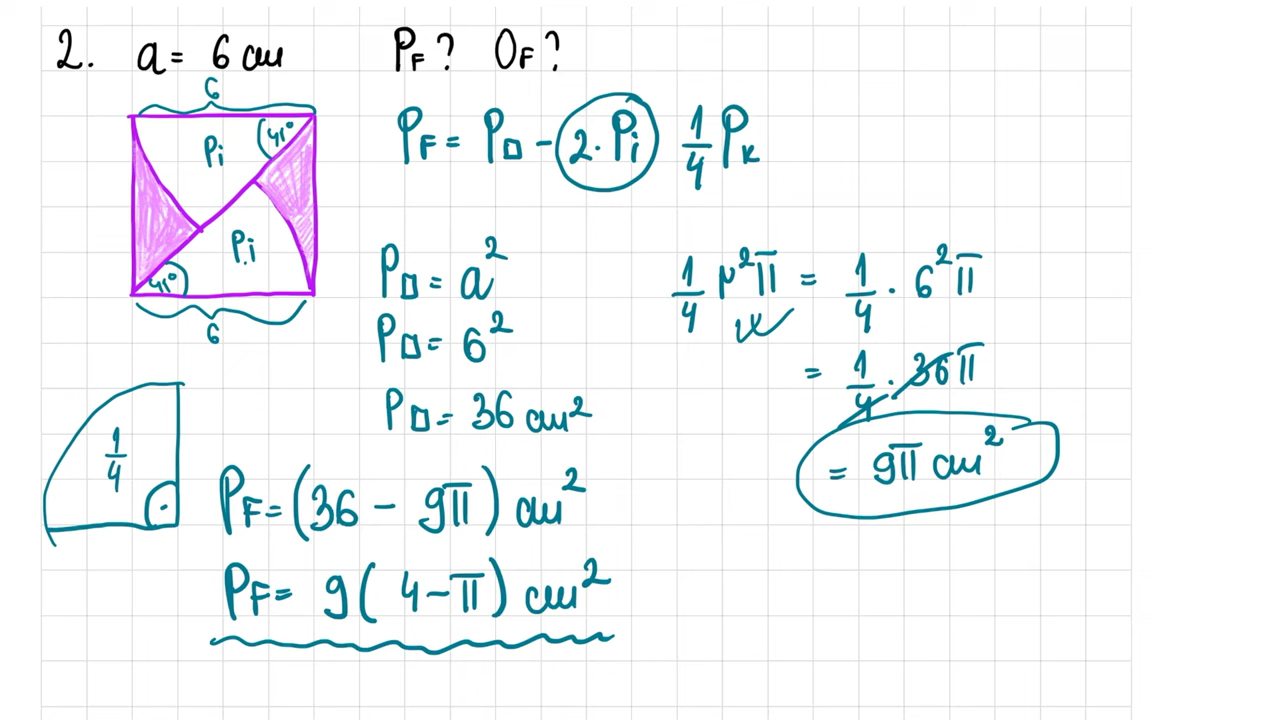 2. a = 6 cm P_F ? O_F ?
6
P_F = P_□ - 2·P_i 1/4 P_K
P_i 45°
P_i
45°
6
P_□ = a²
P_□ = 6²
P_□ = 36 cm²
1/4 r²π = 1/4 · 6²π
= 1/4 · 36π
= 9π cm²
1/4
P_F = (36 - 9π) cm²
P_F = 9(4-π) cm²